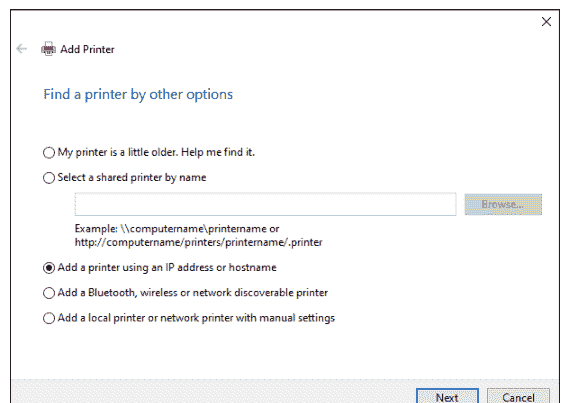 Add Printer
Find a printer by other options
My printer is a little older. Help me find it.
Select a shared printer by name
Browse...
Example: \\computername\printername or
http://computername/printers/printername/.printer
Add a printer using an IP address or hostname
Add a Bluetooth, wireless or network discoverable printer
Add a local printer or network printer with manual settings
Next Cancel